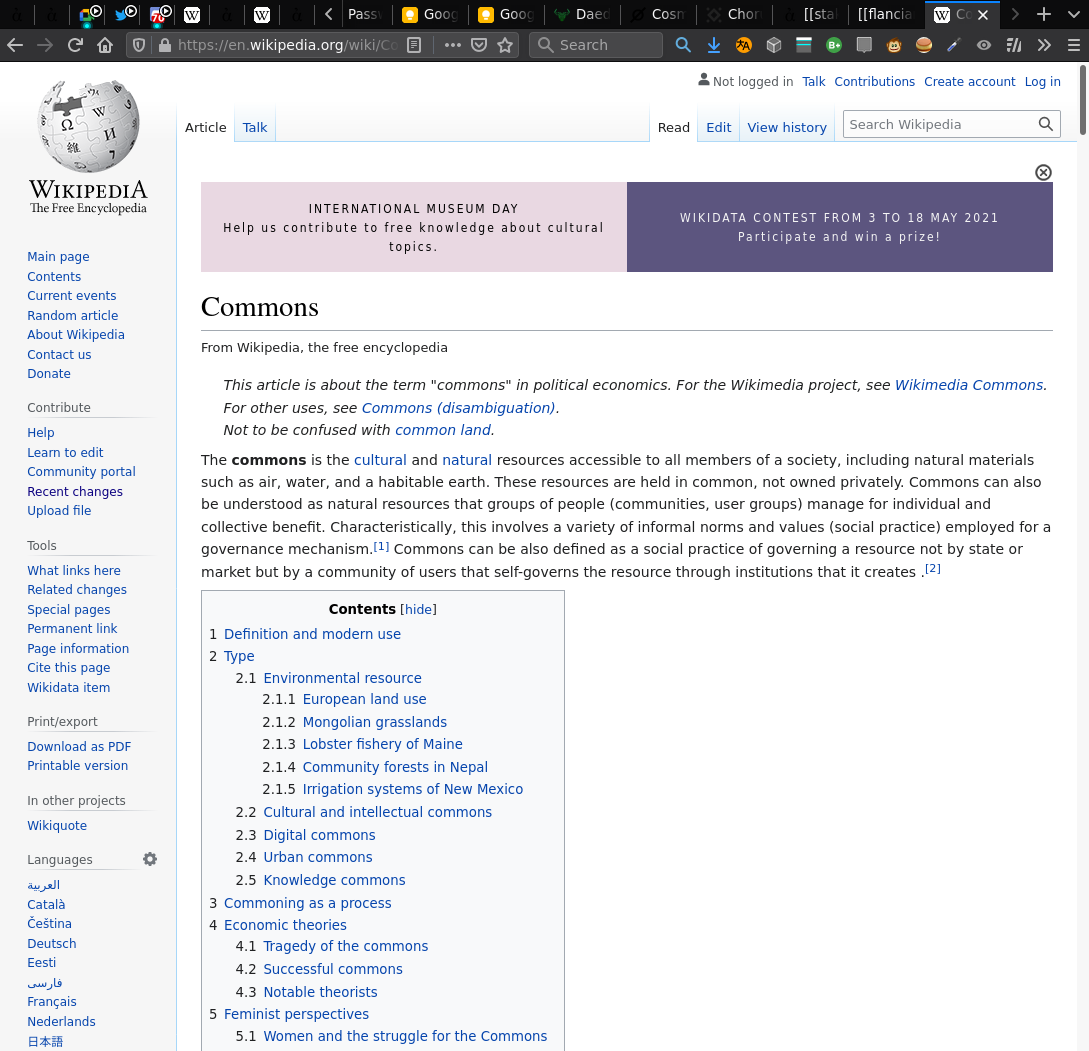 Passw
Goog
Goog
Daed
Cosm
Chor
[[stal
[[flancia
Co
https://en.wikipedia.org/wiki/Co
Search
Not logged in Talk Contributions Create account Log in
Article Talk
Read Edit View history
Search Wikipedia
WIKIPEDIA
The Free Encyclopedia
Main page
Contents
Current events
Random article
About Wikipedia
Contact us
Donate
Contribute
Help
Learn to edit
Community portal
Recent changes
Upload file
Tools
What links here
Related changes
Special pages
Permanent link
Page information
Cite this page
Wikidata item
Print/export
Download as PDF
Printable version
In other projects
Wikiquote
Languages
العربية
Català
Čeština
Deutsch
Eesti
فارسی
Français
Nederlands
日本語
INTERNATIONAL MUSEUM DAY
Help us contribute to free knowledge about cultural
topics.
WIKIDATA CONTEST FROM 3 TO 18 MAY 2021
Participate and win a prize!
Commons
From Wikipedia, the free encyclopedia
This article is about the term "commons" in political economics. For the Wikimedia project, see Wikimedia Commons.
For other uses, see Commons (disambiguation).
Not to be confused with common land.
The commons is the cultural and natural resources accessible to all members of a society, including natural materials
such as air, water, and a habitable earth. These resources are held in common, not owned privately. Commons can also
be understood as natural resources that groups of people (communities, user groups) manage for individual and
collective benefit. Characteristically, this involves a variety of informal norms and values (social practice) employed for a
governance mechanism.[1] Commons can be also defined as a social practice of governing a resource not by state or
market but by a community of users that self-governs the resource through institutions that it creates .[2]
Contents [hide]
1 Definition and modern use
2 Type
2.1 Environmental resource
2.1.1 European land use
2.1.2 Mongolian grasslands
2.1.3 Lobster fishery of Maine
2.1.4 Community forests in Nepal
2.1.5 Irrigation systems of New Mexico
2.2 Cultural and intellectual commons
2.3 Digital commons
2.4 Urban commons
2.5 Knowledge commons
3 Commoning as a process
4 Economic theories
4.1 Tragedy of the commons
4.2 Successful commons
4.3 Notable theorists
5 Feminist perspectives
5.1 Women and the struggle for the Commons